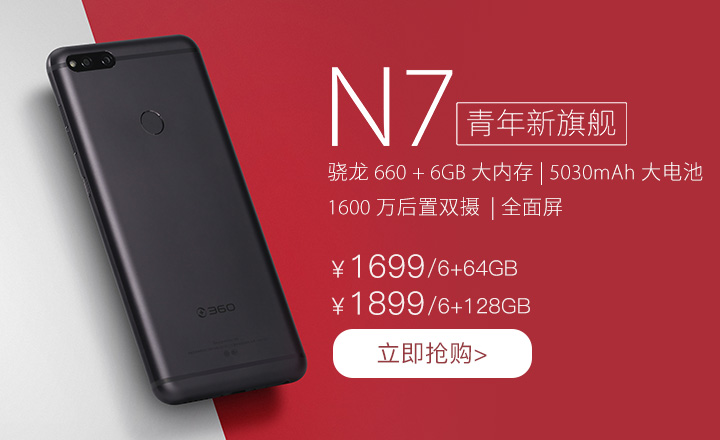 N7 青年新旗舰
骁龙 660 + 6GB 大内存 | 5030mAh 大电池
1600 万后置双摄 | 全面屏
¥1699/6+64GB
¥1899/6+128GB
立即抢购>
360